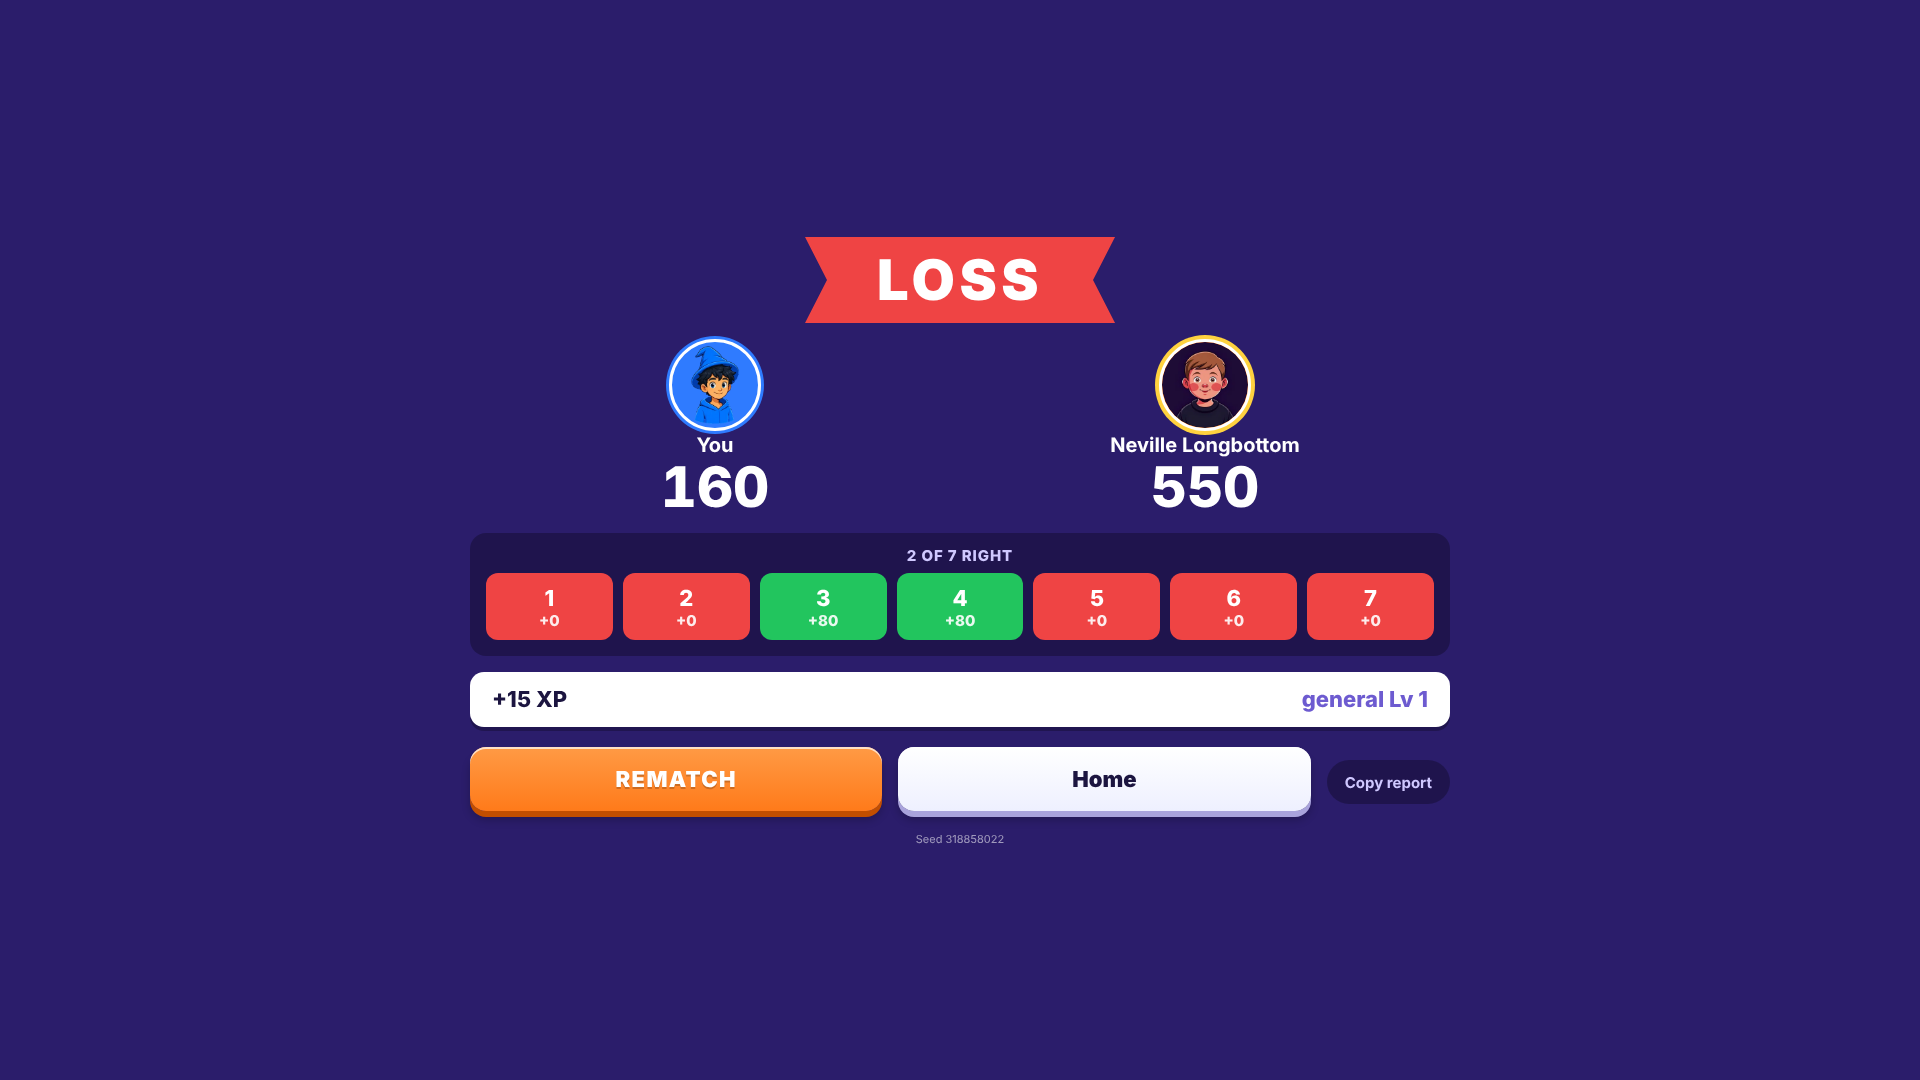 LOSS
You
Neville Longbottom
160
550
2 OF 7 RIGHT
1
2
3
4
5
6
7
+0
+0
+80
+80
+0
+0
+0
+15 XP
general Lv 1
REMATCH
Home
Copy report
Seed 318858022